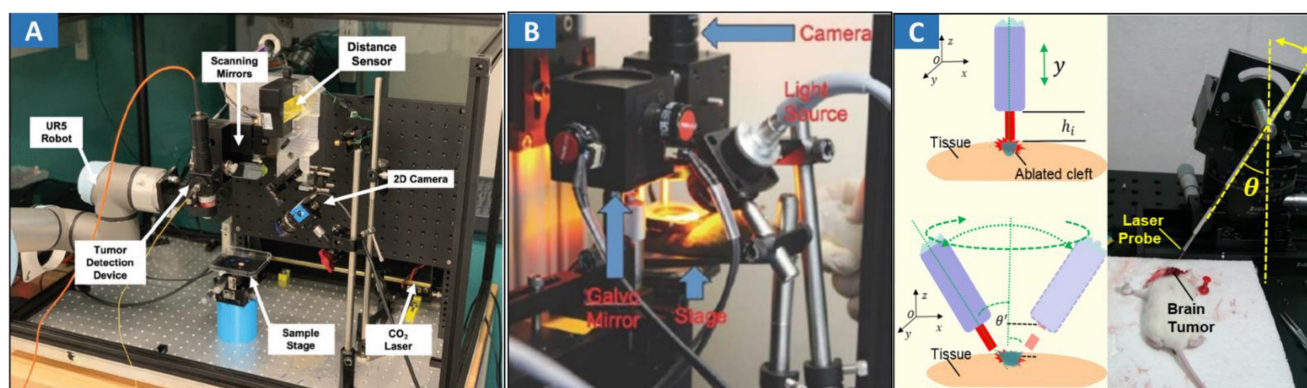 A
Scanning
Mirrors
Distance
Sensor
UR5
Robot
2D Camera
Tumor
Detection
Device
Sample
Stage
CO₂
Laser
B
Camera
Light
Source
Galvo
Mirror
Stage
C
z
O
x
y
y
h_i
Tissue
Ablated cleft
z
O
x
y
θ'
Tissue
θ
Laser
Probe
Brain
Tumor